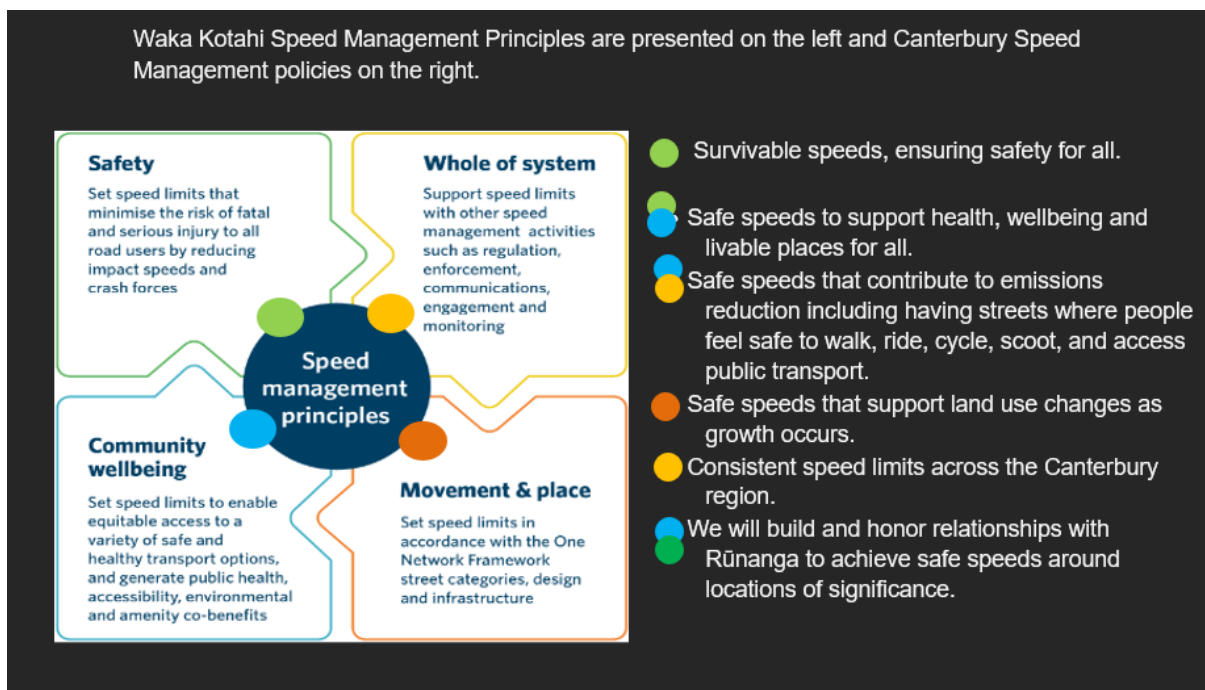 Waka Kotahi Speed Management Principles are presented on the left and Canterbury Speed
Management policies on the right.
Safety
Set speed limits that
minimise the risk of fatal
and serious injury to all
road users by reducing
impact speeds and
crash forces
Whole of system
Support speed limits
with other speed
management activities
such as regulation,
enforcement,
communications,
engagement and
monitoring
Speed
management
principles
Community
wellbeing
Set speed limits to enable
equitable access to a
variety of safe and
healthy transport options,
and generate public health,
accessibility, environmental
and amenity co-benefits
Movement & place
Set speed limits in
accordance with the One
Network Framework
street categories, design
and infrastructure
Survivable speeds, ensuring safety for all.
Safe speeds to support health, wellbeing and
livable places for all.
Safe speeds that contribute to emissions
reduction including having streets where people
feel safe to walk, ride, cycle, scoot, and access
public transport.
Safe speeds that support land use changes as
growth occurs.
Consistent speed limits across the Canterbury
region.
We will build and honor relationships with
Rūnanga to achieve safe speeds around
locations of significance.